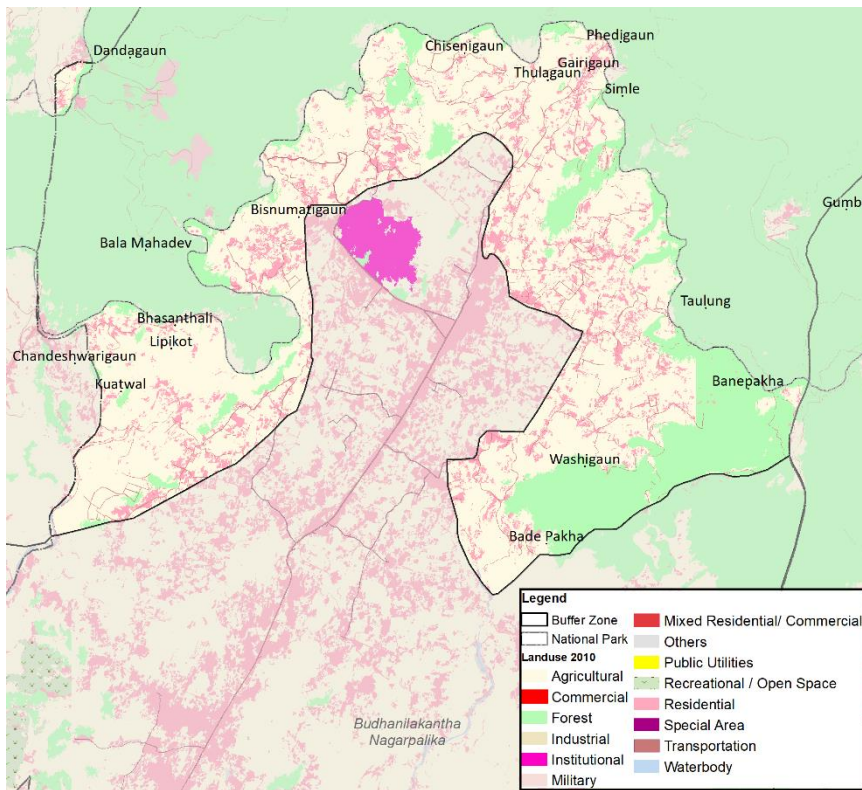 Dandagaun
Chisenigaun
Phedigaun
Gairigaun
Thulagaun
Simle
Bisnumatigaun
Gumb
Bala Mahadev
Taulung
Bhasanthali
Lipikot
Chandeshwarigaun
Kuatwal
Banepakha
Washigaun
Bade Pakha
Budhanilakantha
Nagarpalika
Legend
Buffer Zone
National Park
Landuse 2010
Agricultural
Commercial
Forest
Industrial
Institutional
Military
Mixed Residential/ Commercial
Others
Public Utilities
Recreational / Open Space
Residential
Special Area
Transportation
Waterbody